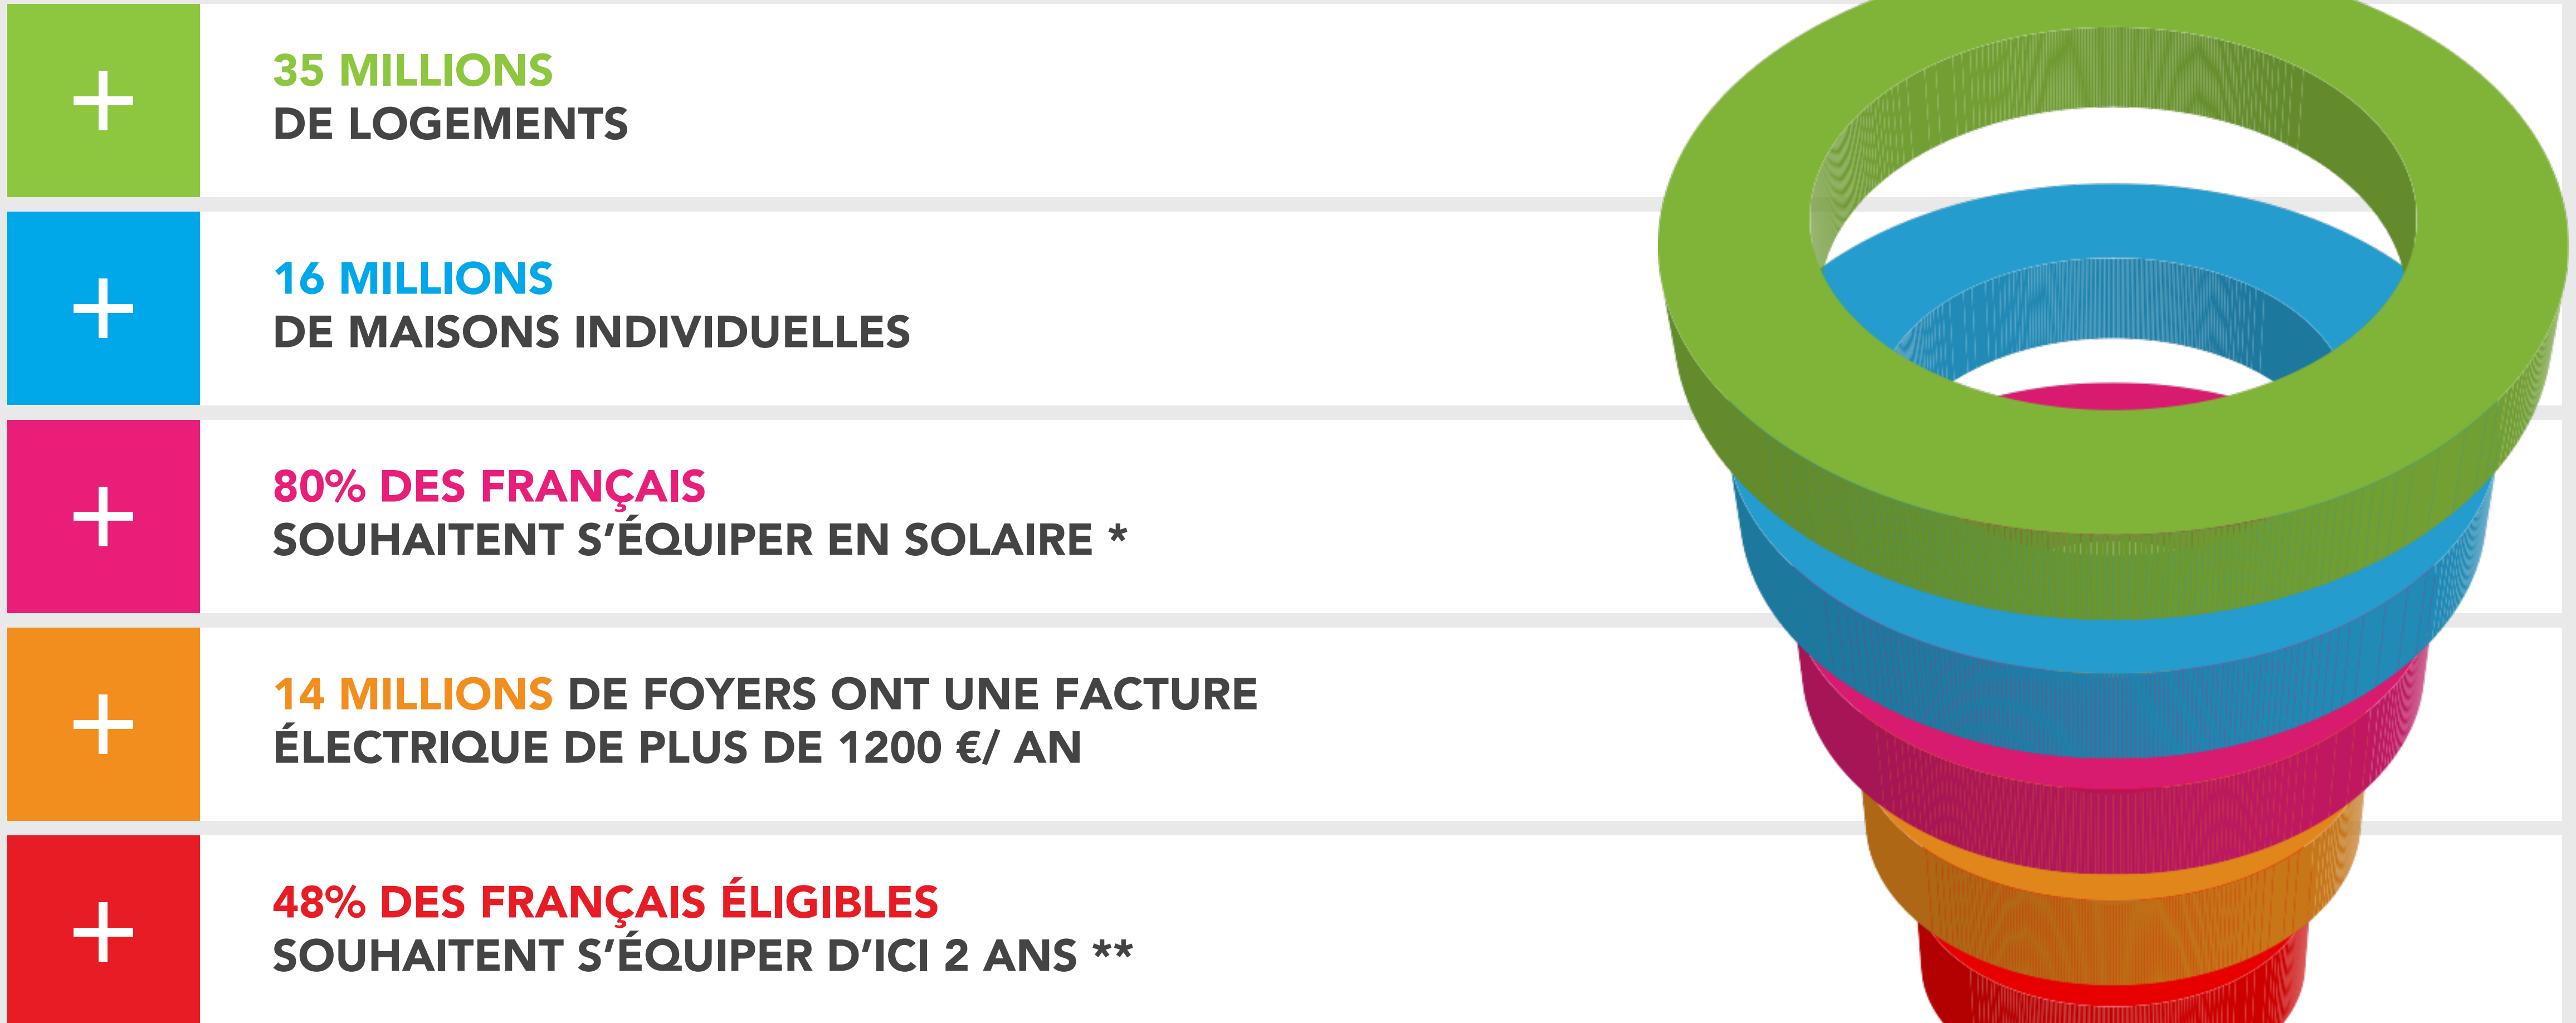 35 MILLIONS
DE LOGEMENTS
16 MILLIONS
DE MAISONS INDIVIDUELLES
80% DES FRANÇAIS
SOUHAITENT S’ÉQUIPER EN SOLAIRE *
14 MILLIONS DE FOYERS ONT UNE FACTURE
ÉLECTRIQUE DE PLUS DE 1200 €/ AN
48% DES FRANÇAIS ÉLIGIBLES
SOUHAITENT S’ÉQUIPER D’ICI 2 ANS **